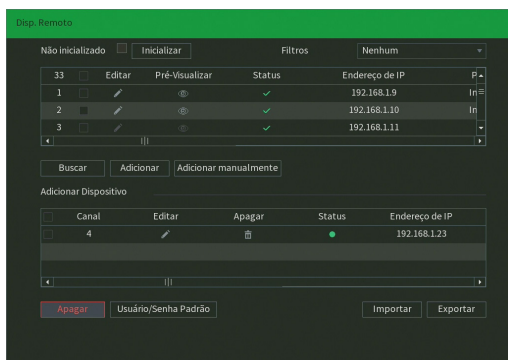 Disp. Remoto
Não inicializado Inicializar Filtros Nenhum
33 Editar Pré-Visualizar Status Endereço de IP P
1 192.168.1.9 In
2 192.168.1.10 In
3 192.168.1.11
Buscar Adicionar Adicionar manualmente
Adicionar Dispositivo
Canal Editar Apagar Status Endereço de IP
4 192.168.1.23
Apagar Usuário/Senha Padrão Importar Exportar